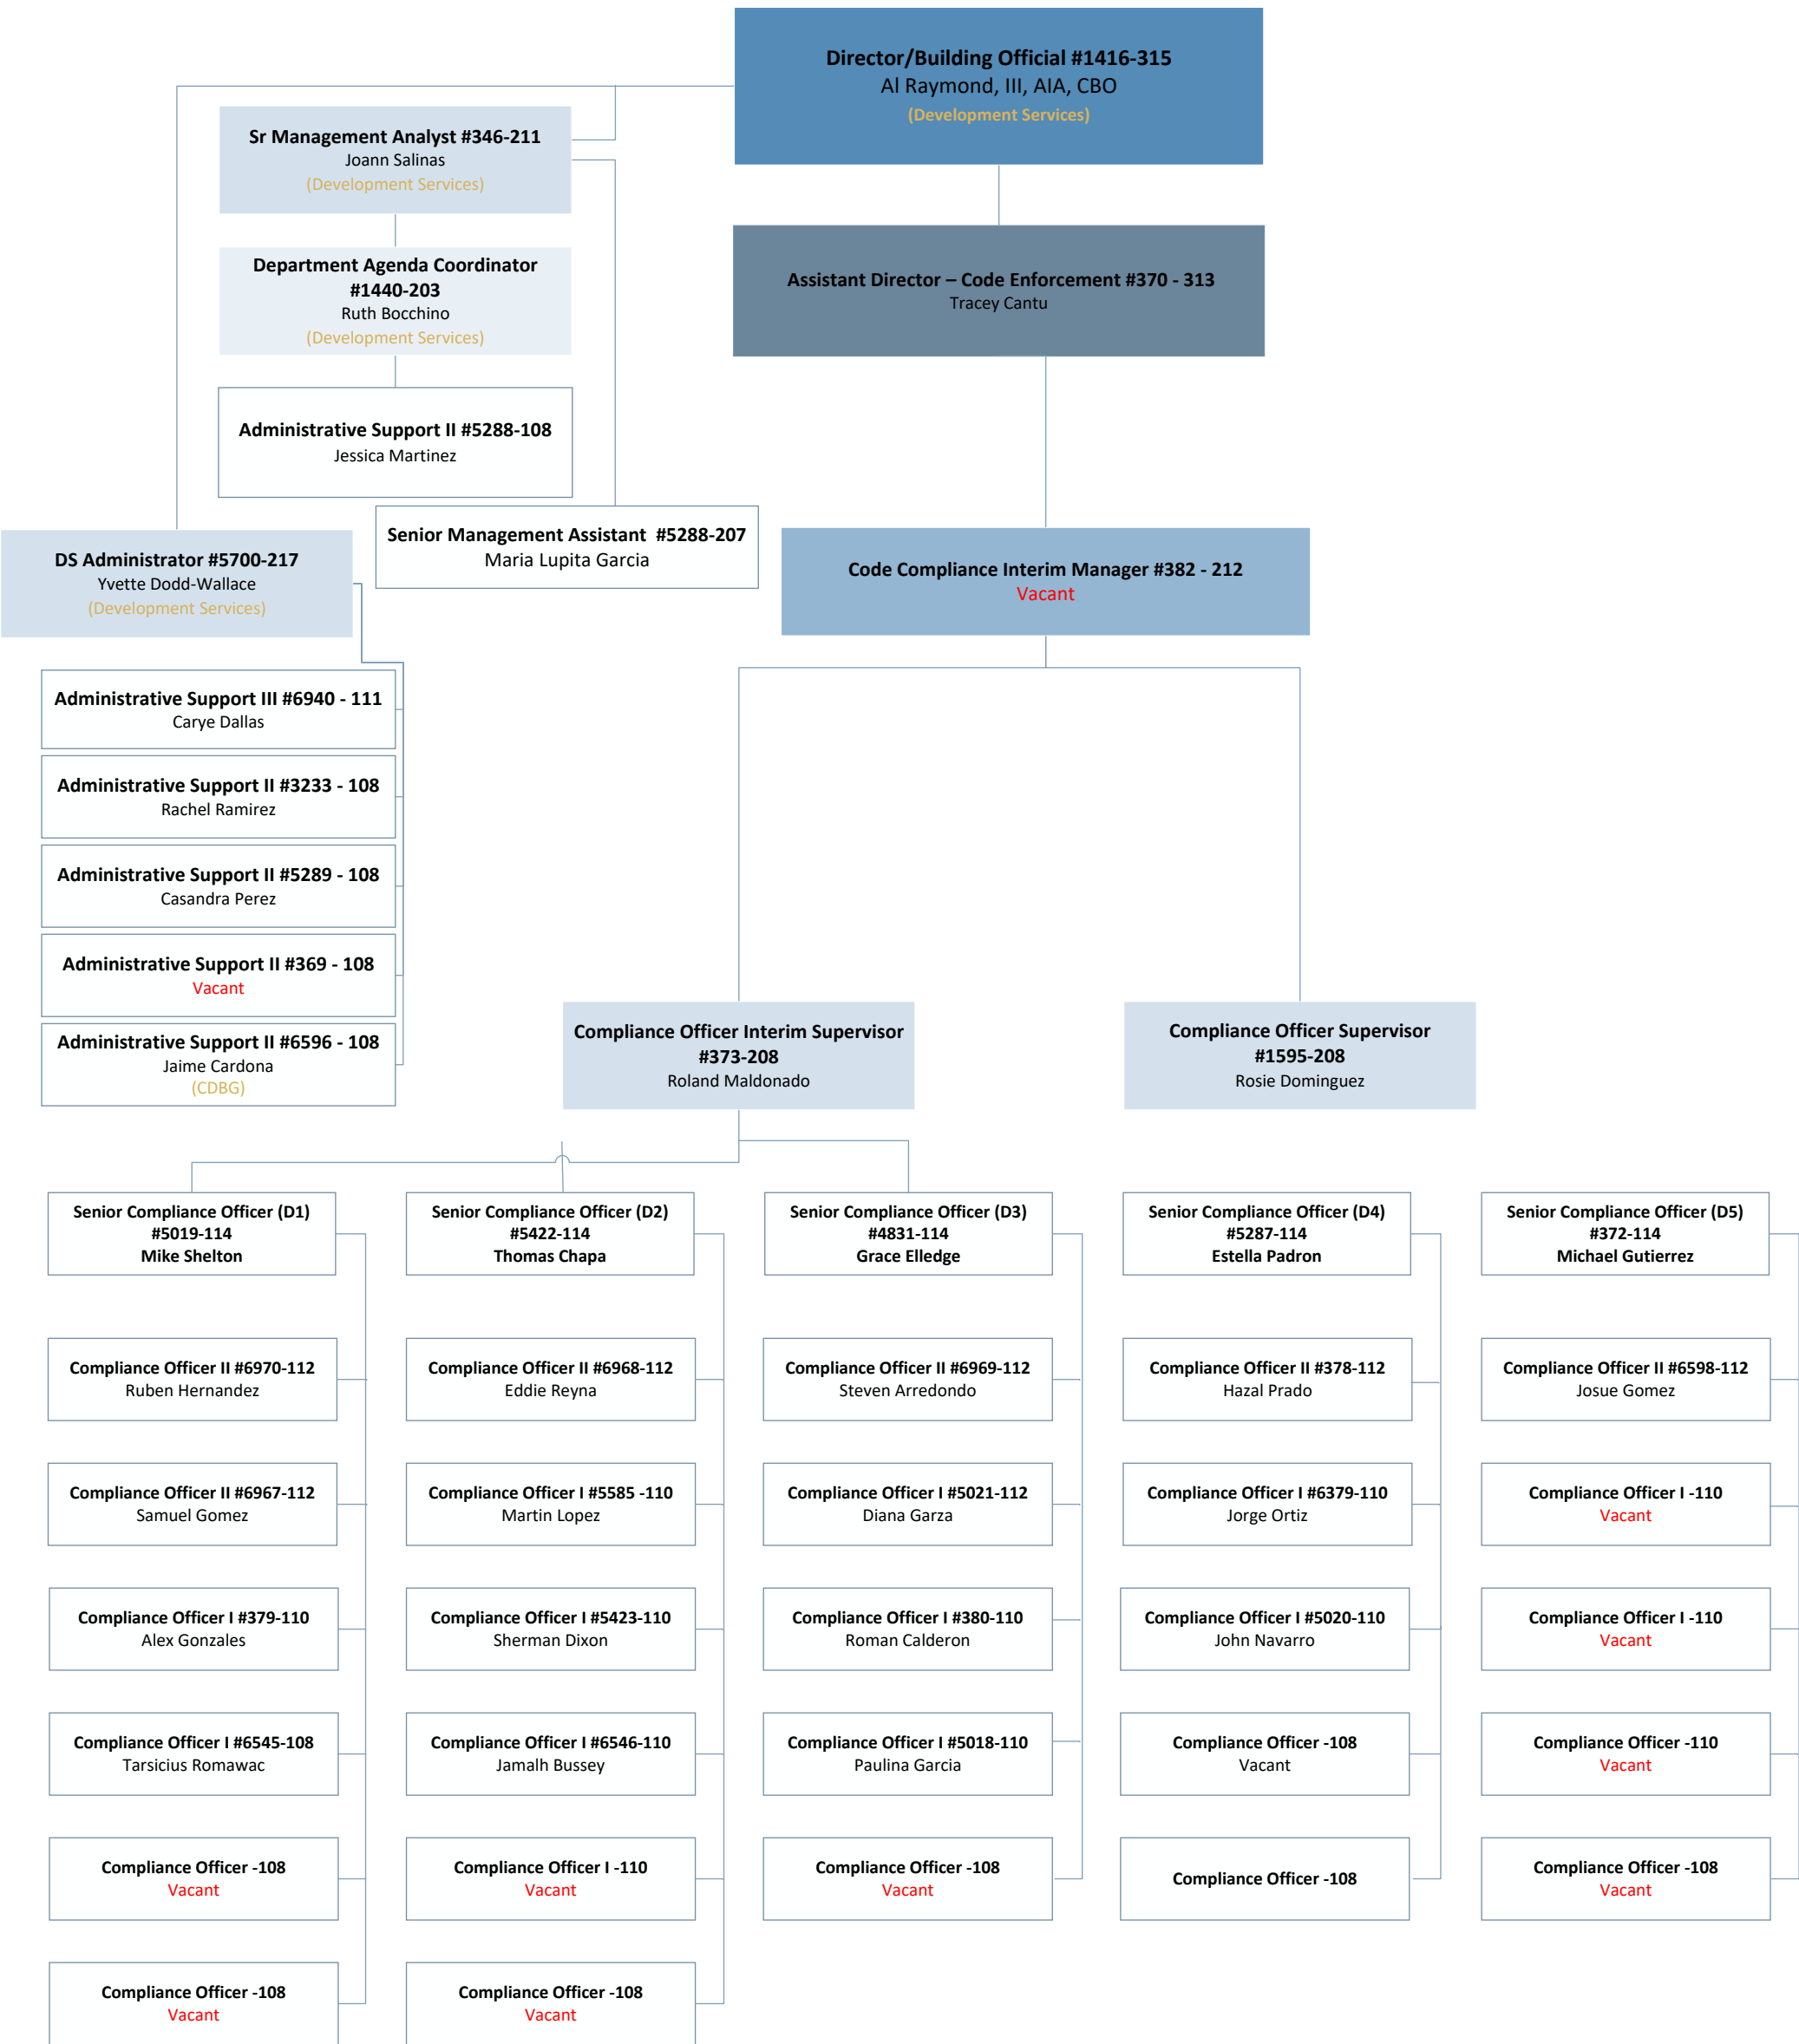 Director/Building Official #1416-315
Al Raymond, III, AIA, CBO
(Development Services)
Sr Management Analyst #346-211
Joann Salinas
(Development Services)
Department Agenda Coordinator
#1440-203
Ruth Bocchino
(Development Services)
Assistant Director – Code Enforcement #370 - 313
Tracey Cantu
Administrative Support II #5288-108
Jessica Martinez
Senior Management Assistant  #5288-207
Maria Lupita Garcia
DS Administrator #5700-217
Yvette Dodd-Wallace
(Development Services)
Code Compliance Interim Manager #382 - 212
Vacant
Administrative Support III #6940 - 111
Carye Dallas
Administrative Support II #3233 - 108
Rachel Ramirez
Administrative Support II #5289 - 108
Casandra Perez
Administrative Support II #369 - 108
Vacant
Administrative Support II #6596 - 108
Jaime Cardona
(CDBG)
Compliance Officer Interim Supervisor
#373-208
Roland Maldonado
Compliance Officer Supervisor
#1595-208
Rosie Dominguez
Senior Compliance Officer (D1)
#5019-114
Mike Shelton
Senior Compliance Officer (D2)
#5422-114
Thomas Chapa
Senior Compliance Officer (D3)
#4831-114
Grace Elledge
Senior Compliance Officer (D4)
#5287-114
Estella Padron
Senior Compliance Officer (D5)
#372-114
Michael Gutierrez
Compliance Officer II #6970-112
Ruben Hernandez
Compliance Officer II #6968-112
Eddie Reyna
Compliance Officer II #6969-112
Steven Arredondo
Compliance Officer II #378-112
Hazal Prado
Compliance Officer II #6598-112
Josue Gomez
Compliance Officer II #6967-112
Samuel Gomez
Compliance Officer I #5585 -110
Martin Lopez
Compliance Officer I #5021-112
Diana Garza
Compliance Officer I #6379-110
Jorge Ortiz
Compliance Officer I -110
Vacant
Compliance Officer I #379-110
Alex Gonzales
Compliance Officer I #5423-110
Sherman Dixon
Compliance Officer I #380-110
Roman Calderon
Compliance Officer I #5020-110
John Navarro
Compliance Officer I -110
Vacant
Compliance Officer I #6545-108
Tarsicius Romawac
Compliance Officer I #6546-110
Jamalh Bussey
Compliance Officer I #5018-110
Paulina Garcia
Compliance Officer -108
Vacant
Compliance Officer -110
Vacant
Compliance Officer -108
Vacant
Compliance Officer I -110
Vacant
Compliance Officer -108
Vacant
Compliance Officer -108
Compliance Officer -108
Vacant
Compliance Officer -108
Vacant
Compliance Officer -108
Vacant